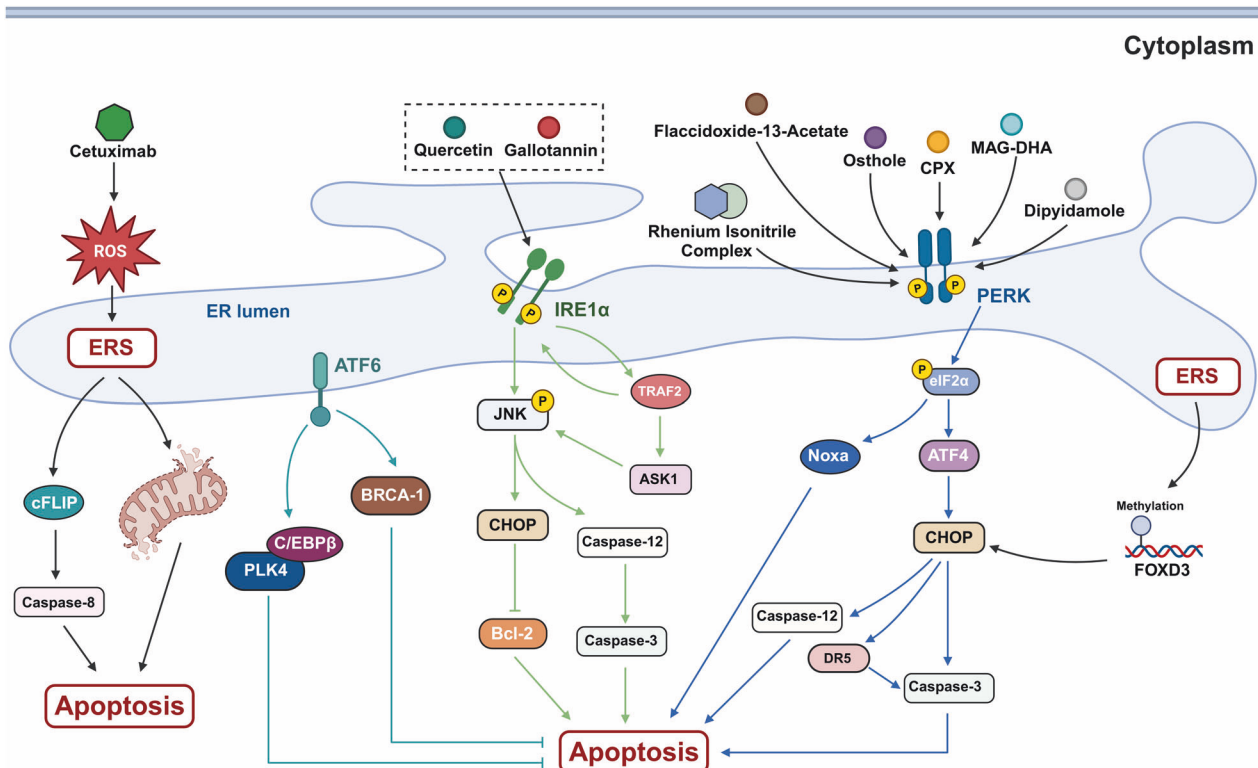 Cytoplasm
Cetuximab
ROS
ERS
cFLIP
Caspase-8
Apoptosis
ER lumen
ATF6
BRCA-1
C/EBPβ
PLK4
Quercetin
Gallotannin
P
P
IRE1α
TRAF2
JNK
P
ASK1
CHOP
Caspase-12
Bcl-2
Caspase-3
Apoptosis
Flaccidoxide-13-Acetate
Osthole
CPX
MAG-DHA
Dipyidamole
Rhenium Isonitrile
Complex
P
P
PERK
P
eIF2α
Noxa
ATF4
CHOP
Caspase-12
DR5
Caspase-3
ERS
Methylation
FOXD3